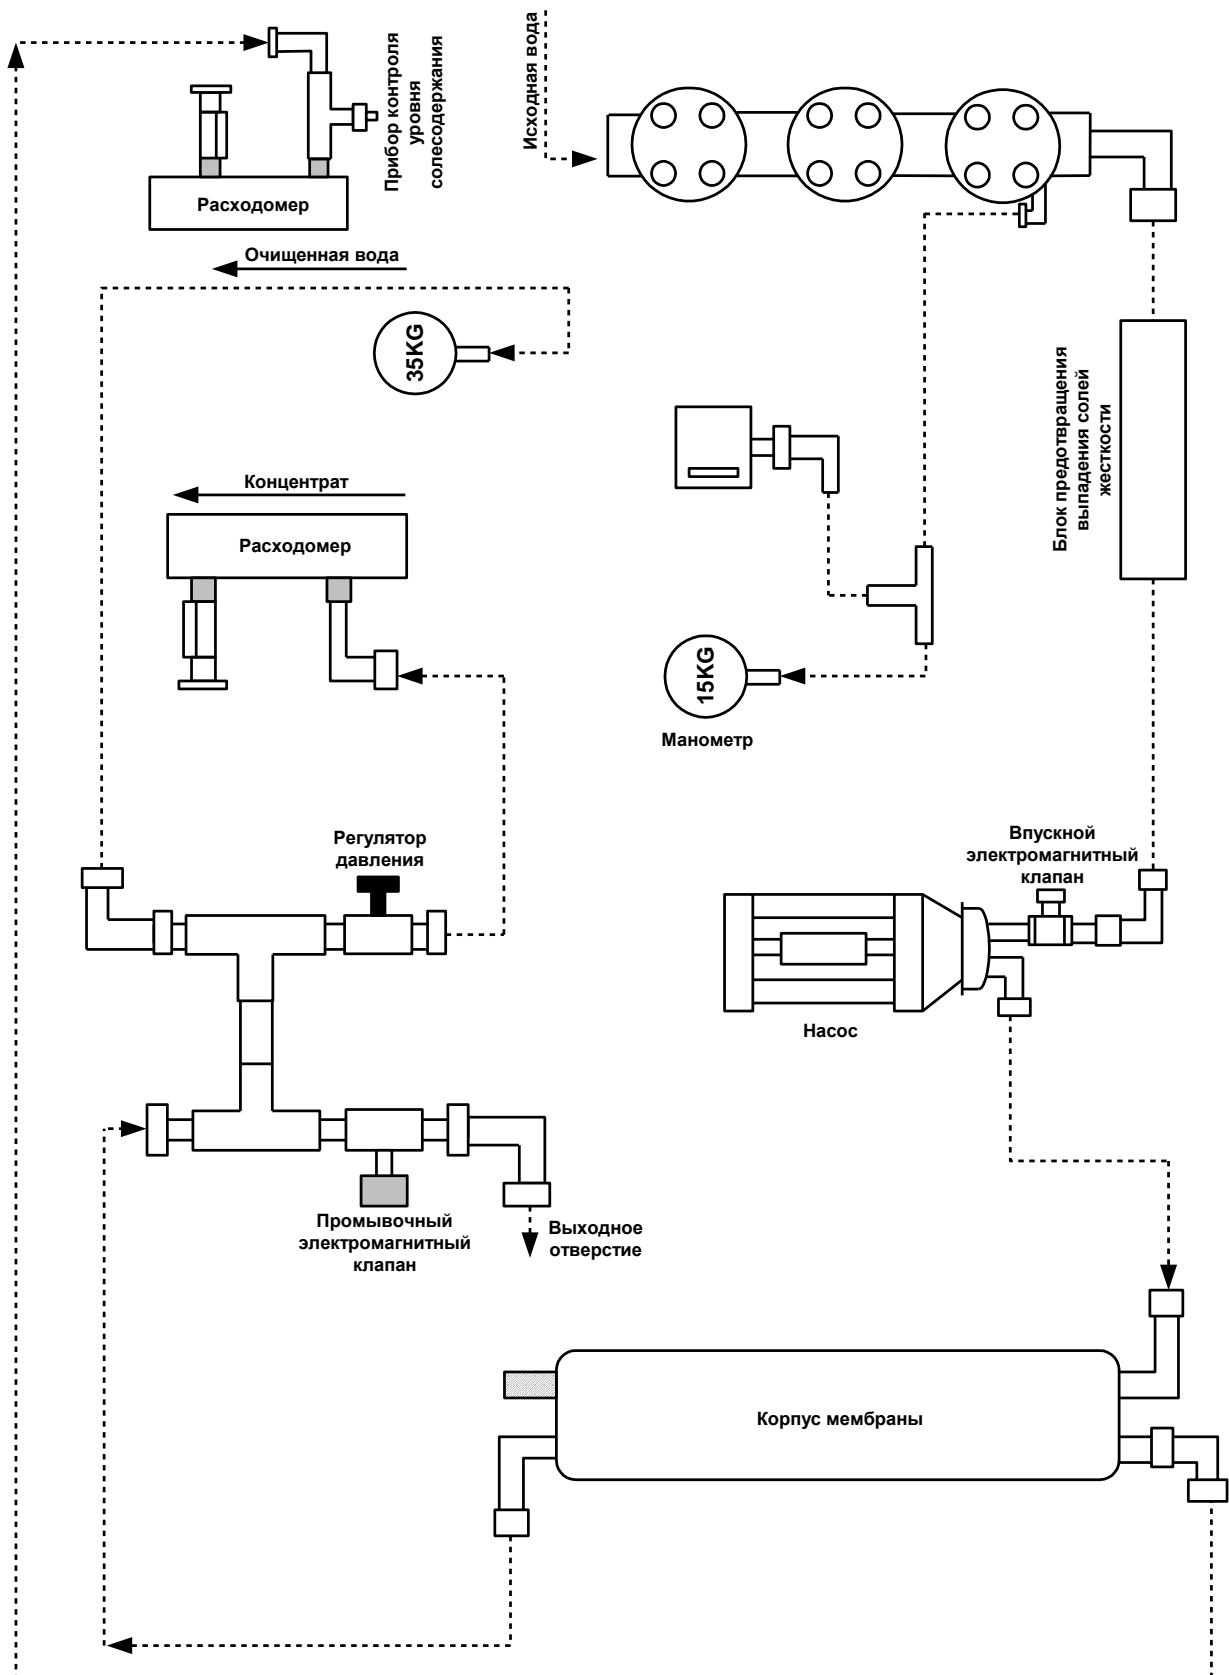 Исходная вода
Прибор контроля
уровня
солесодержания
Расходомер
Очищенная вода
35KG
Блок предотвращения
выпадения солей
жесткости
Концентрат
Расходомер
15KG
Манометр
Регулятор
давления
Впускной
электромагнитный
клапан
Насос
Промывочный
электромагнитный
клапан
Выходное
отверстие
Корпус мембраны